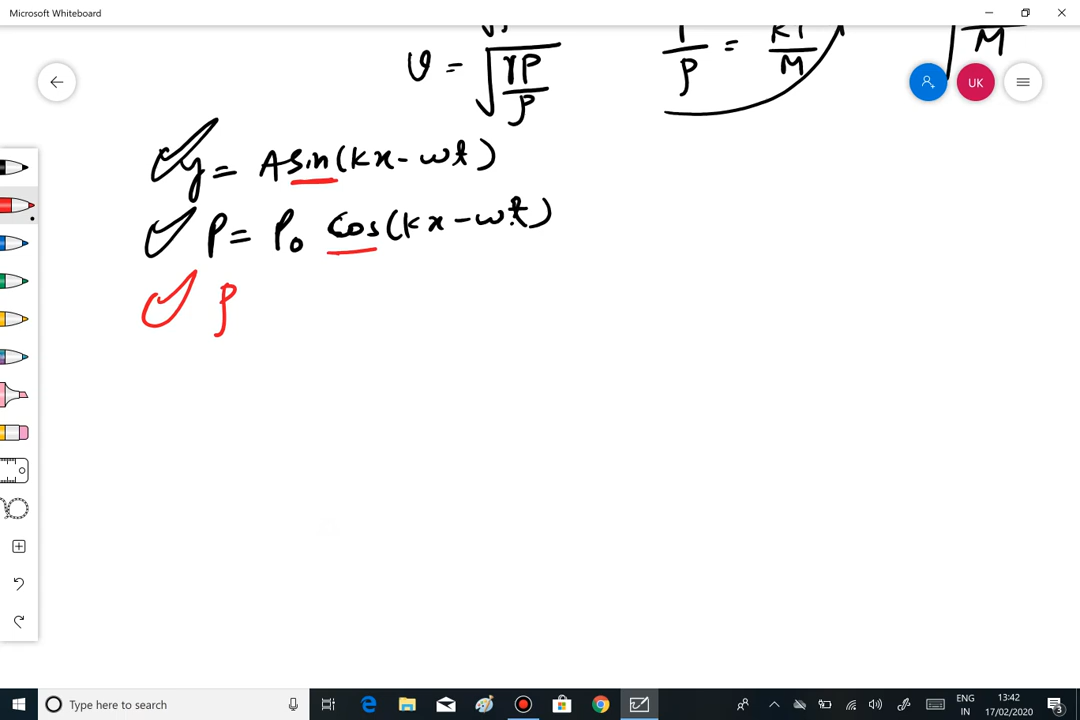 Microsoft Whiteboard
v = √(γP/ρ)
P/ρ = RT/M
M
UK
y = A sin(kx - ωt)
P = P₀ cos(kx - ωt)
ρ
Type here to search
ENG
IN
13:42
17/02/2020
3